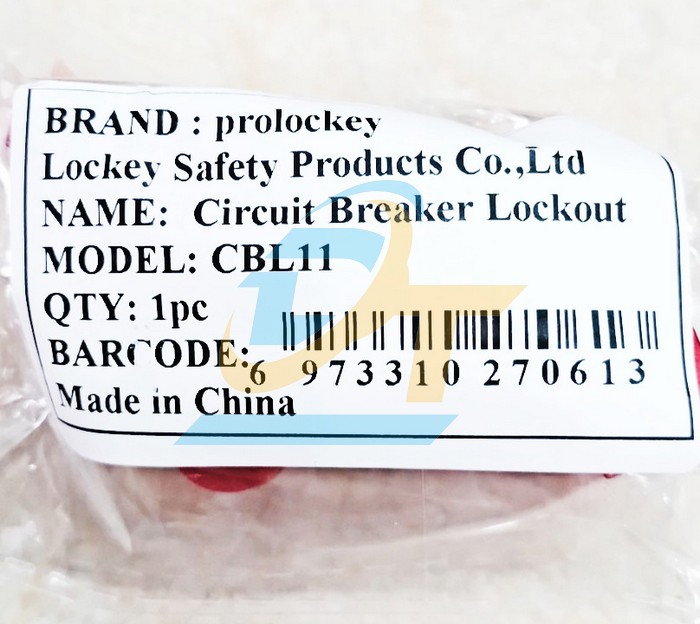 BRAND : prolockey
Lockey Safety Products Co.,Ltd
NAME: Circuit Breaker Lockout
MODEL: CBL11
QTY: 1pc
BARCODE:
6 973310 270613
Made in China